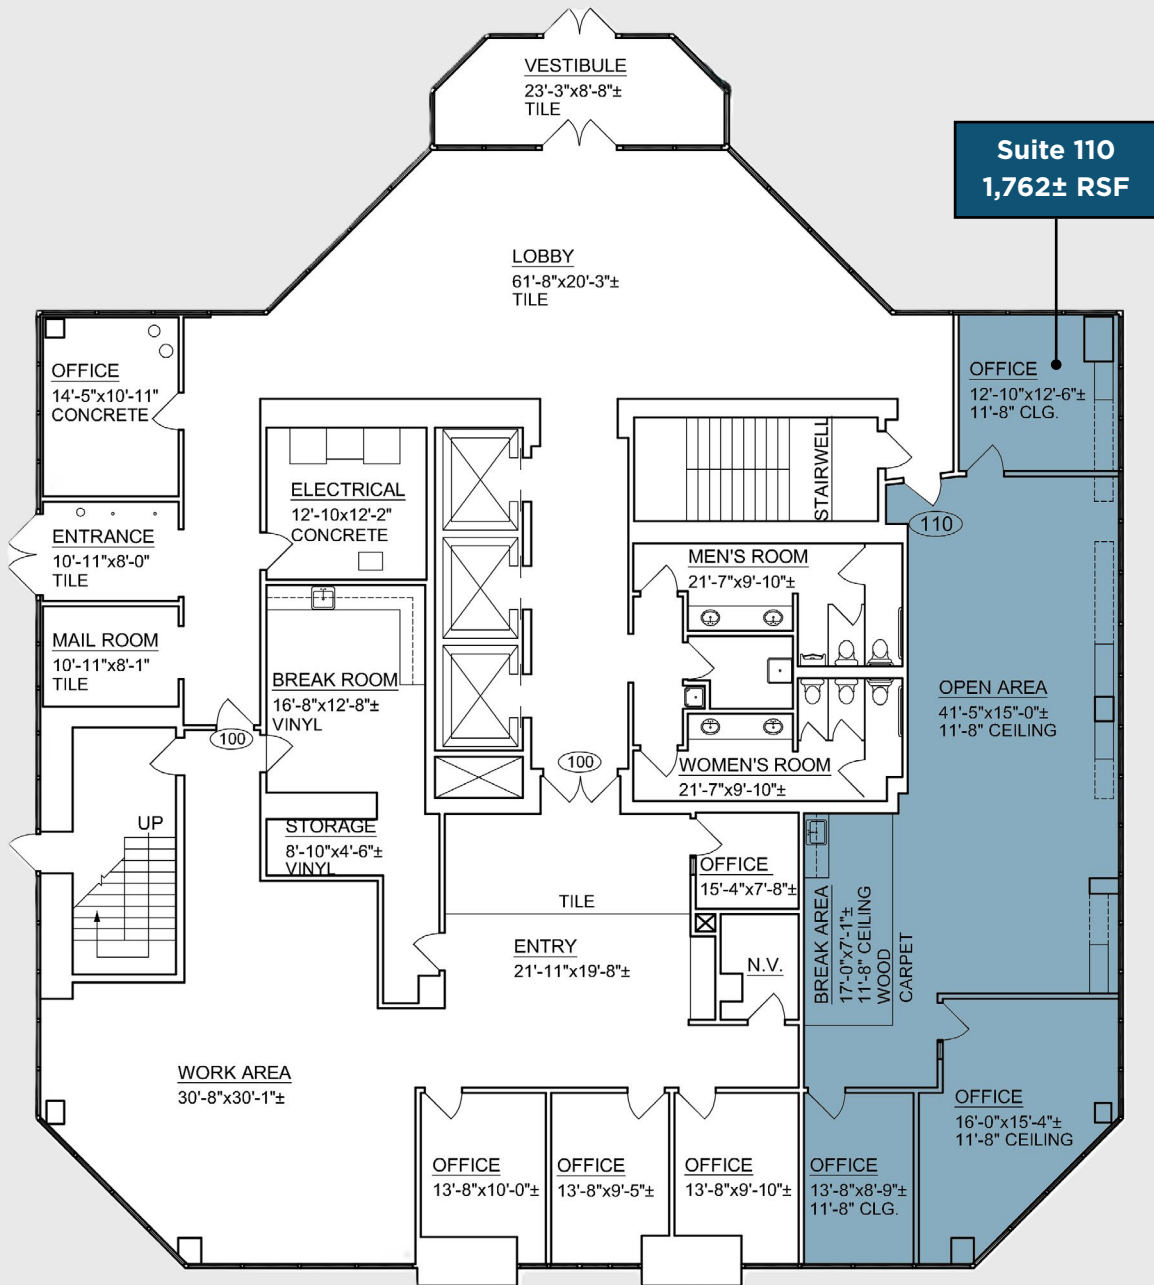 VESTIBULE
23'-3"x8'-8"±
TILE
Suite 110
1,762± RSF
LOBBY
61'-8"x20'-3"±
TILE
OFFICE
14'-5"x10'-11"
CONCRETE
OFFICE
12'-10"x12'-6"±
11'-8" CLG.
STAIRWELL
ELECTRICAL
12'-10x12'-2"
CONCRETE
110
ENTRANCE
10'-11"x8'-0"
TILE
MEN'S ROOM
21'-7"x9'-10"±
MAIL ROOM
10'-11"x8'-1"
TILE
BREAK ROOM
16'-8"x12'-8"±
VINYL
OPEN AREA
41'-5"x15"-0"±
11'-8" CEILING
100
100
WOMEN'S ROOM
21'-7"x9'-10"±
UP
STORAGE
8'-10"x4'-6"±
VINYL
OFFICE
15'-4"x7'-8"±
TILE
ENTRY
21'-11"x19'-8"±
N.V.
BREAK AREA
17'-0"x7'-1"±
11'-8" CEILING
WOOD
CARPET
WORK AREA
30'-8"x30'-1"±
OFFICE
16'-0"x15'-4"±
11'-8" CEILING
OFFICE
13'-8"x10'-0"±
OFFICE
13'-8"x9'-5"±
OFFICE
13'-8"x9'-10"±
OFFICE
13'-8"x8'-9"±
11'-8" CLG.